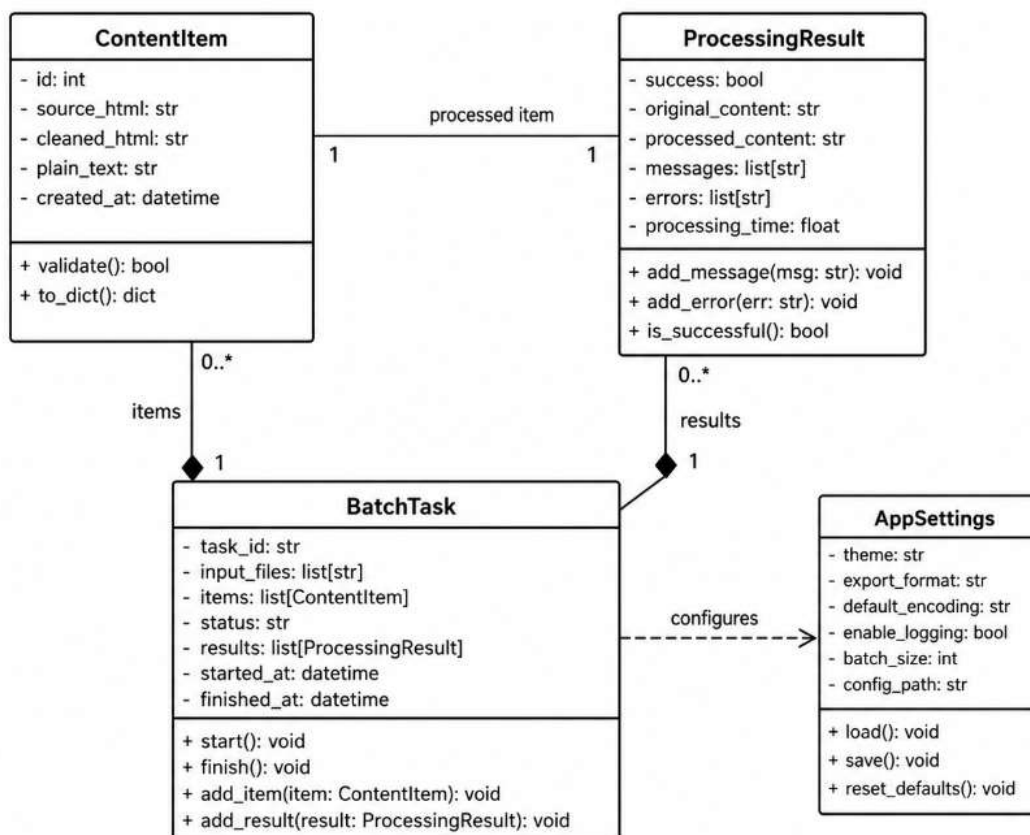 ContentItem
- id: int
- source_html: str
- cleaned_html: str
- plain_text: str
- created_at: datetime
+ validate(): bool
+ to_dict(): dict
processed item
1
1
ProcessingResult
- success: bool
- original_content: str
- processed_content: str
- messages: list[str]
- errors: list[str]
- processing_time: float
+ add_message(msg: str): void
+ add_error(err: str): void
+ is_successful(): bool
0..*
items
1
0..*
results
1
BatchTask
- task_id: str
- input_files: list[str]
- items: list[ContentItem]
- status: str
- results: list[ProcessingResult]
- started_at: datetime
- finished_at: datetime
+ start(): void
+ finish(): void
+ add_item(item: ContentItem): void
+ add_result(result: ProcessingResult): void
configures
AppSettings
- theme: str
- export_format: str
- default_encoding: str
- enable_logging: bool
- batch_size: int
- config_path: str
+ load(): void
+ save(): void
+ reset_defaults(): void